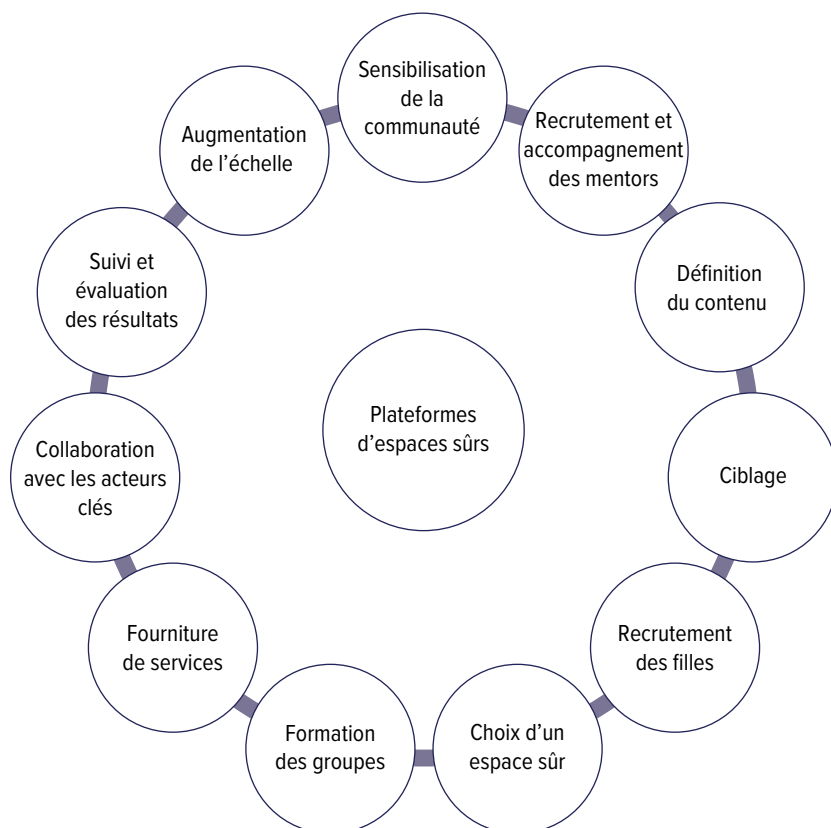 Sensibilisation
de la
communauté
Recrutement et
accompagnement
des mentors
Définition
du contenu
Ciblage
Recrutement
des filles
Choix d'un
espace sûr
Formation
des groupes
Fourniture
de services
Collaboration
avec les acteurs
clés
Suivi et
évaluation
des résultats
Augmentation
de l'échelle
Plateformes
d'espaces sûrs